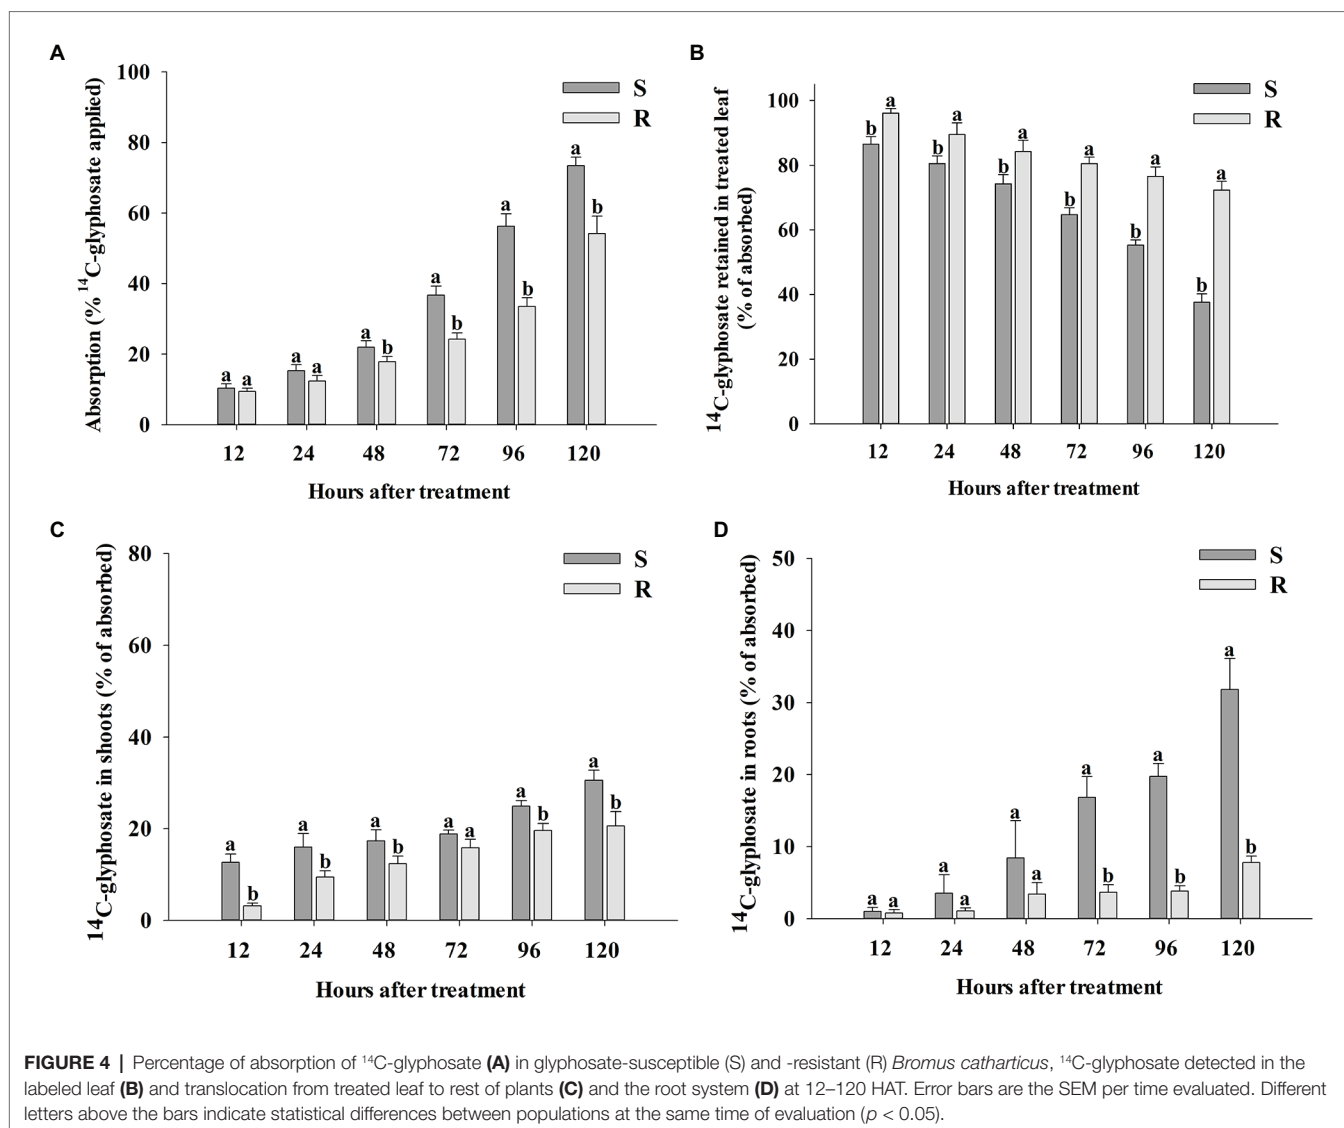 A
Absorption (% ¹⁴C-glyphosate applied)
100
80
60
40
20
0
S
R
a a
a a
a b
a b
a b
a b
12 24 48 72 96 120
Hours after treatment
B
¹⁴C-glyphosate retained in treated leaf
(% of absorbed)
100
80
60
40
20
0
S
R
b a
b a
b a
b a
b a
b a
12 24 48 72 96 120
Hours after treatment
C
¹⁴C-glyphosate in shoots (% of absorbed)
80
60
40
20
0
S
R
a b
a b
a b
a a
a b
a b
12 24 48 72 96 120
Hours after treatment
D
¹⁴C-glyphosate in roots (% of absorbed)
50
40
30
20
10
0
S
R
a a
a a
a a
a b
a b
a b
12 24 48 72 96 120
Hours after treatment
FIGURE 4 | Percentage of absorption of ¹⁴C-glyphosate (A) in glyphosate-susceptible (S) and -resistant (R) Bromus catharticus, ¹⁴C-glyphosate detected in the
labeled leaf (B) and translocation from treated leaf to rest of plants (C) and the root system (D) at 12–120 HAT. Error bars are the SEM per time evaluated. Different
letters above the bars indicate statistical differences between populations at the same time of evaluation (p < 0.05).